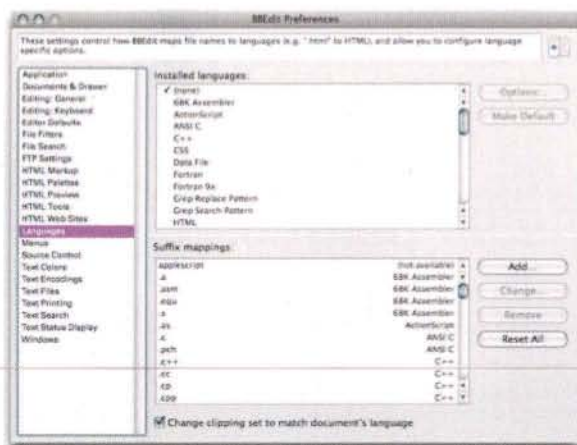 BBEdit Preferences
These settings control how BBEdit maps file names to languages (e.g. ".html" to HTML), and allow you to configure language
specific options.
Application
Documents & Drawer
Editing: General
Editing: Keyboard
Editor Defaults
File Filters
File Search
FTP Settings
HTML Markup
HTML Palettes
HTML Preview
HTML Tools
HTML Web Sites
Languages
Menus
Source Control
Text Colors
Text Encodings
Text Files
Text Printing
Text Search
Text Status Display
Windows
Installed languages:
✓ (none)
68K Assembler
ActionScript
ANSI C
C++
CSS
Data File
Fortran
Fortran 9x
Grep Replace Pattern
Grep Search Pattern
HTML
Options...
Make Default
Suffix mappings:
applescript (not available)
.a 68K Assembler
.asm 68K Assembler
.equ 68K Assembler
.s 68K Assembler
.as ActionScript
.c ANSI C
.pch ANSI C
.c++ C++
.cc C++
.cp C++
.cpp C++
Add...
Change...
Remove
Reset All
Change clipping set to match document's language